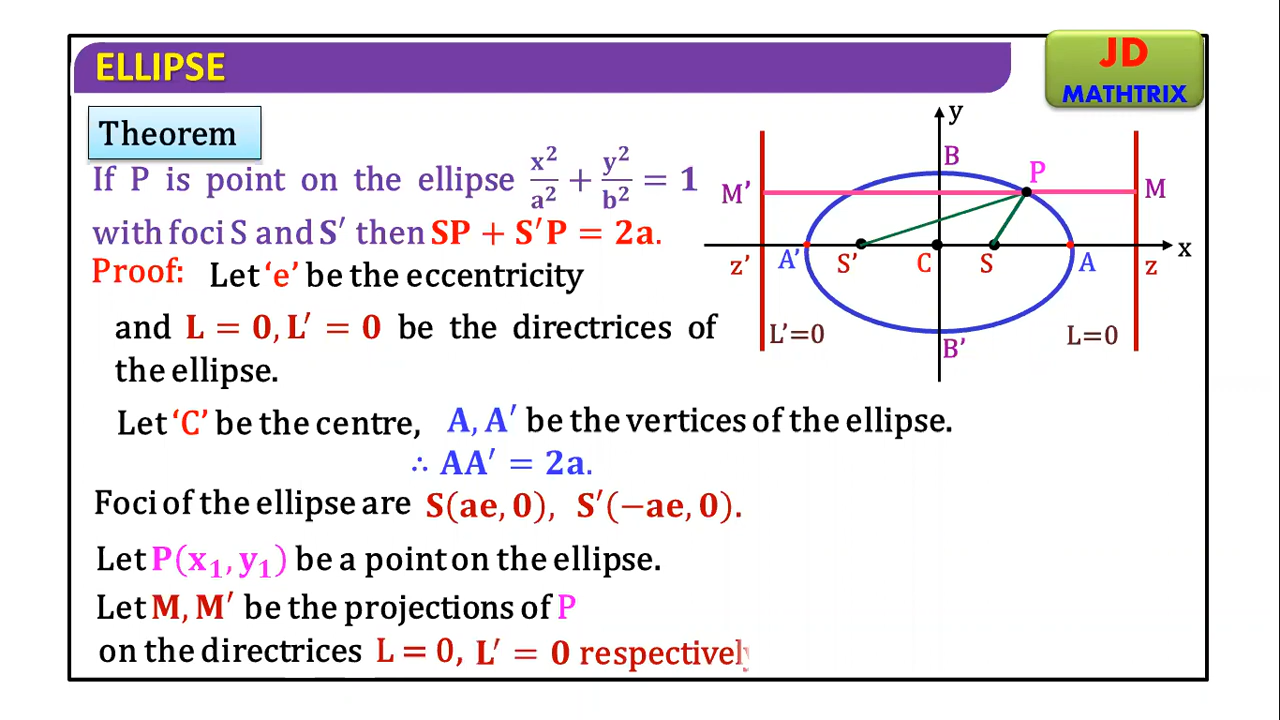 ELLIPSE
JD
MATHTRIX
Theorem
If P is point on the ellipse x²/a² + y²/b² = 1
with foci S and S′ then SP + S′P = 2a.
Proof: Let ‘e’ be the eccentricity
and L = 0, L′ = 0 be the directrices of
the ellipse.
Let ‘C’ be the centre, A, A′ be the vertices of the ellipse.
∴ AA′ = 2a.
Foci of the ellipse are S(ae, 0), S′(−ae, 0).
Let P(x₁, y₁) be a point on the ellipse.
Let M, M′ be the projections of P
on the directrices L = 0, L′ = 0 respectively
y
B
P
M'
M
x
z'
A'
S'
C
S
A
z
L'=0
L=0
B'